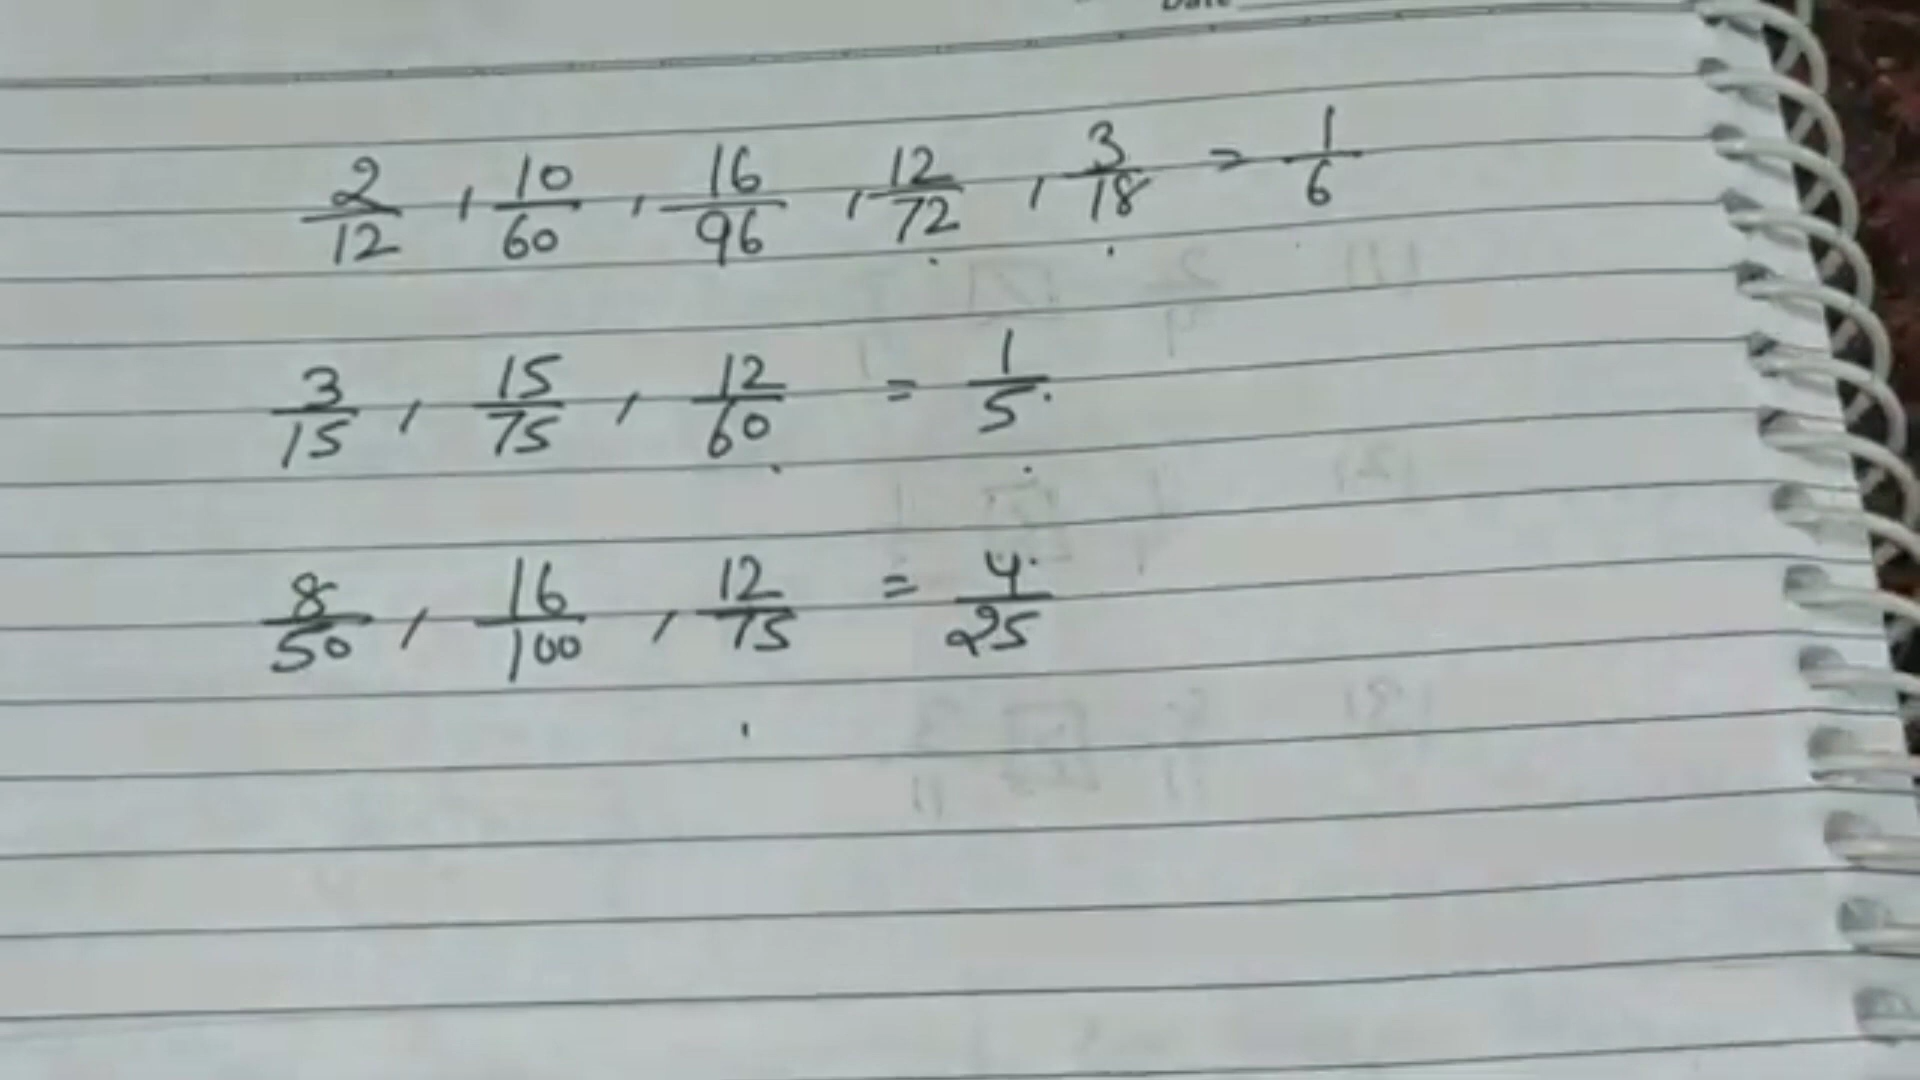 2/12 , 10/60 , 16/96 , 12/72 , 3/18 = 1/6
3/15 , 15/75 , 12/60 = 1/5
8/50 , 16/100 , 12/75 = 4/25